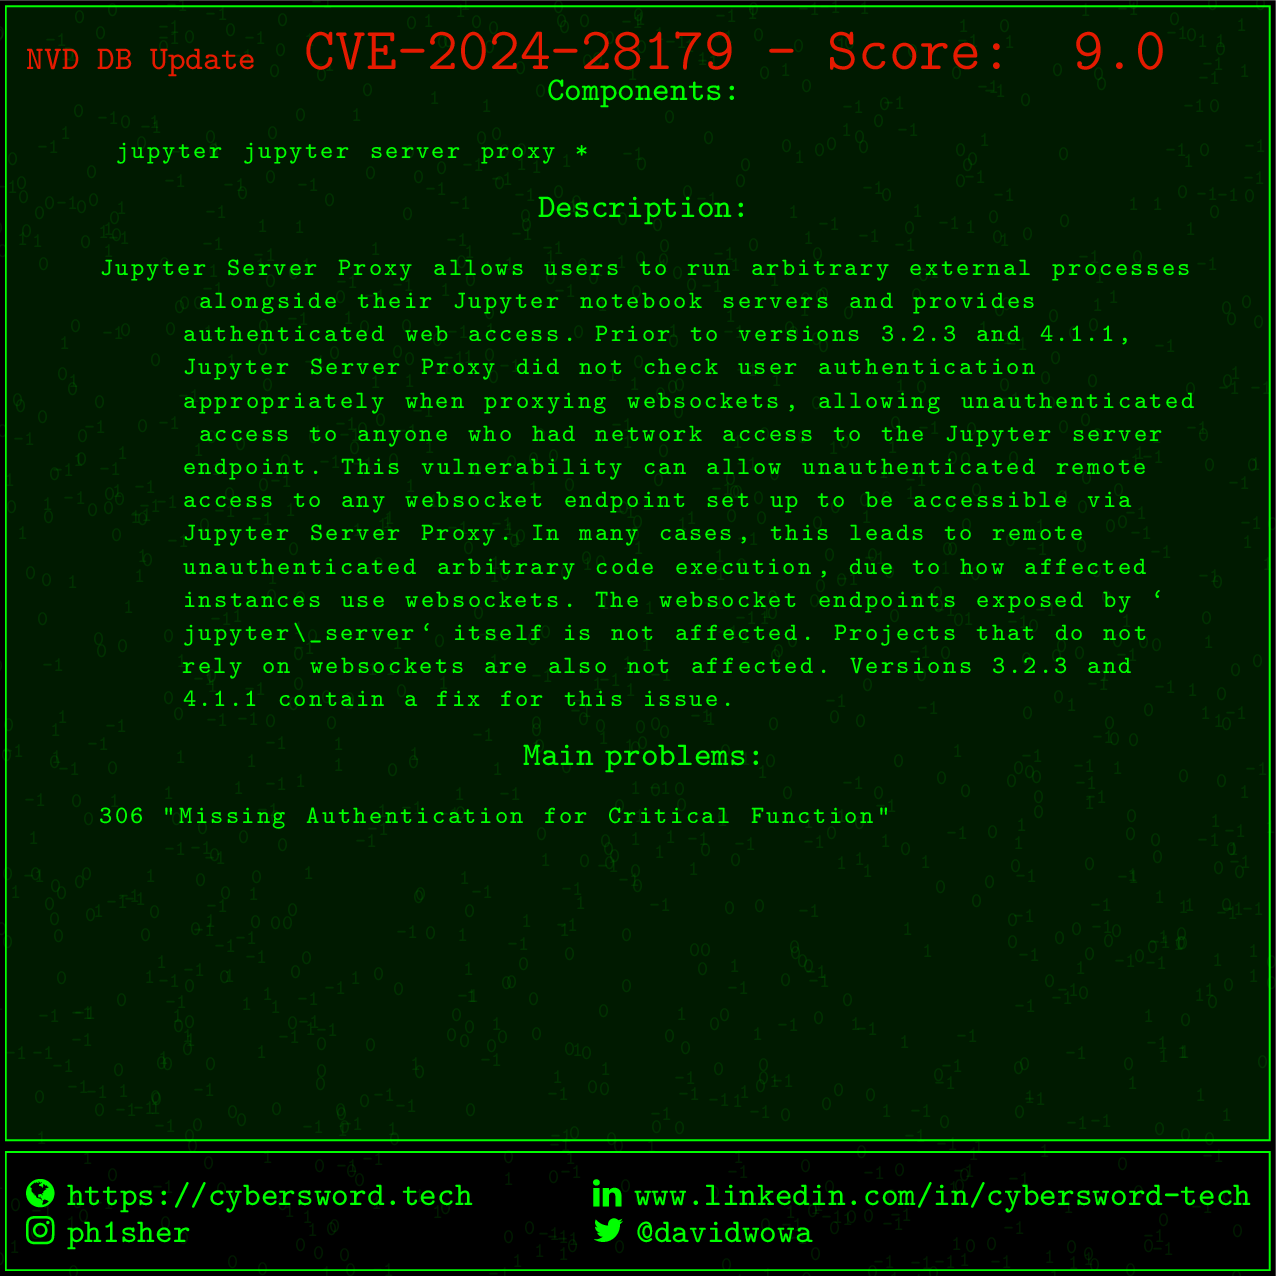 NVD DB Update CVE-2024-28179 - Score: 9.0
Components:
jupyter jupyter server proxy *
Description:
Jupyter Server Proxy allows users to run arbitrary external processes
alongside their Jupyter notebook servers and provides
authenticated web access. Prior to versions 3.2.3 and 4.1.1,
Jupyter Server Proxy did not check user authentication
appropriately when proxying websockets, allowing unauthenticated
access to anyone who had network access to the Jupyter server
endpoint. This vulnerability can allow unauthenticated remote
access to any websocket endpoint set up to be accessible via
Jupyter Server Proxy. In many cases, this leads to remote
unauthenticated arbitrary code execution, due to how affected
instances use websockets. The websocket endpoints exposed by ‘
jupyter\_server‘ itself is not affected. Projects that do not
rely on websockets are also not affected. Versions 3.2.3 and
4.1.1 contain a fix for this issue.
Main problems:
306 "Missing Authentication for Critical Function"
https://cybersword.tech www.linkedin.com/in/cybersword-tech
ph1sher @davidwowa